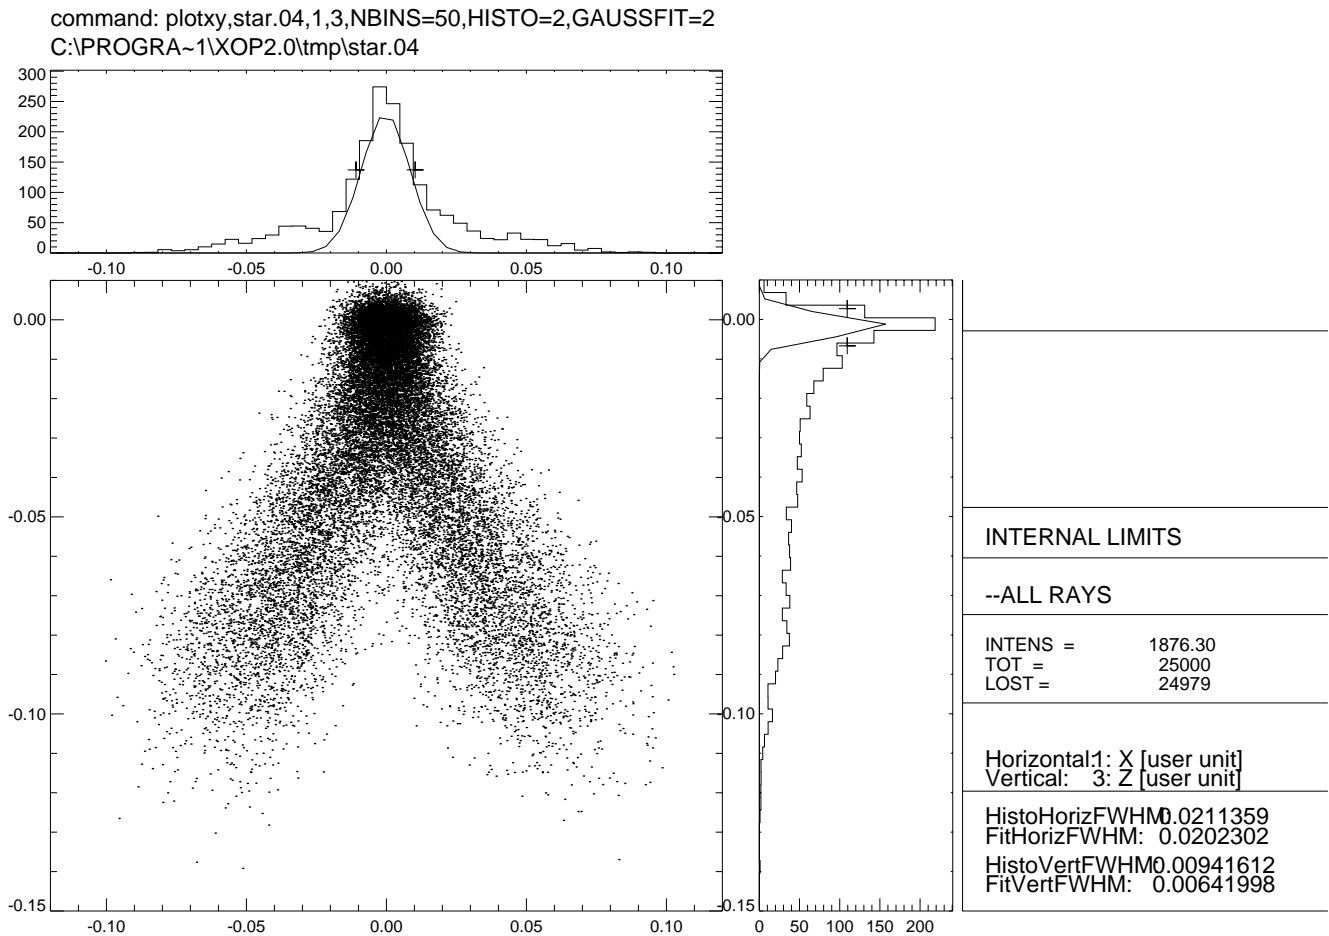 command: plotxy,star.04,1,3,NBINS=50,HISTO=2,GAUSSFIT=2
C:\PROGRA~1\XOP2.0\tmp\star.04
300
250
200
150
100
50
0
-0.10 -0.05 0.00 0.05 0.10
0.00
-0.05
-0.10
-0.15
-0.10 -0.05 0.00 0.05 0.10
0.00
-0.05
-0.10
-0.15
0 50 100 150 200
INTERNAL LIMITS
--ALL RAYS
INTENS = 1876.30
TOT = 25000
LOST = 24979
Horizontal: 1: X [user unit]
Vertical: 3: Z [user unit]
HistoHorizFWHM: 0.0211359
FitHorizFWHM: 0.0202302
HistoVertFWHM: 0.00941612
FitVertFWHM: 0.00641998